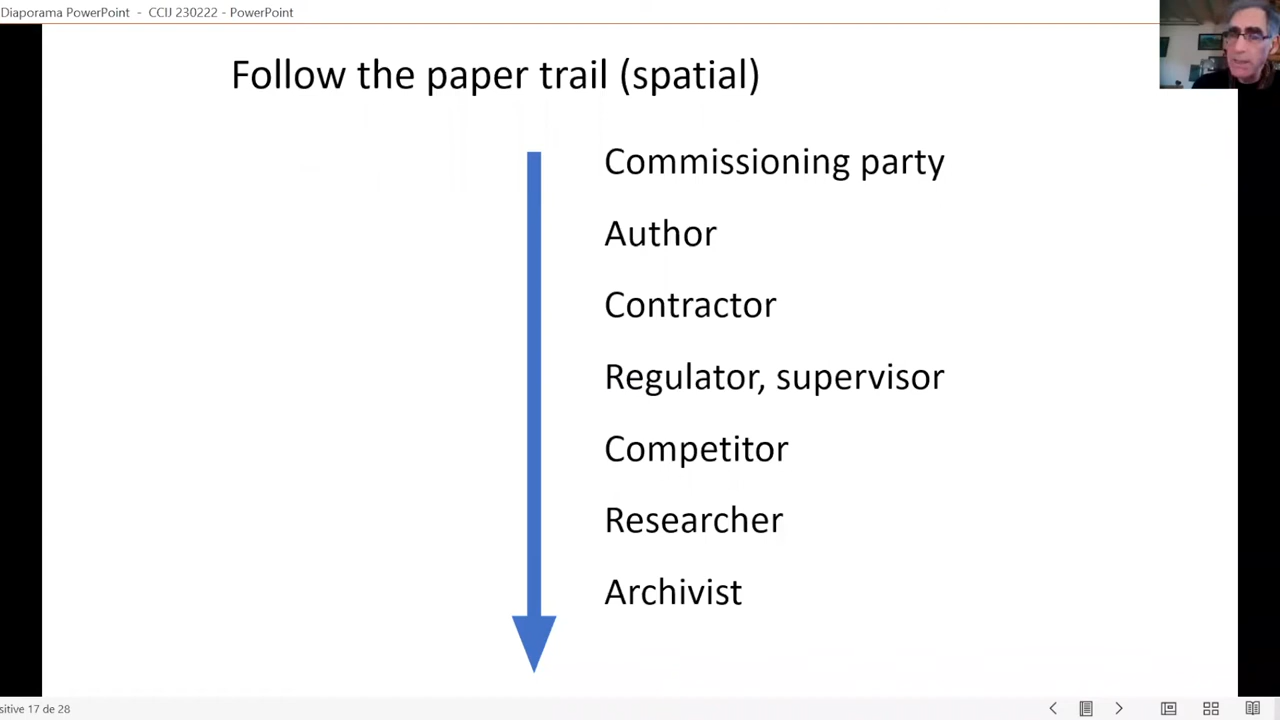 Diaporama PowerPoint - CCIJ 230222 - PowerPoint
Follow the paper trail (spatial)
Commissioning party
Author
Contractor
Regulator, supervisor
Competitor
Researcher
Archivist
sitive 17 de 28